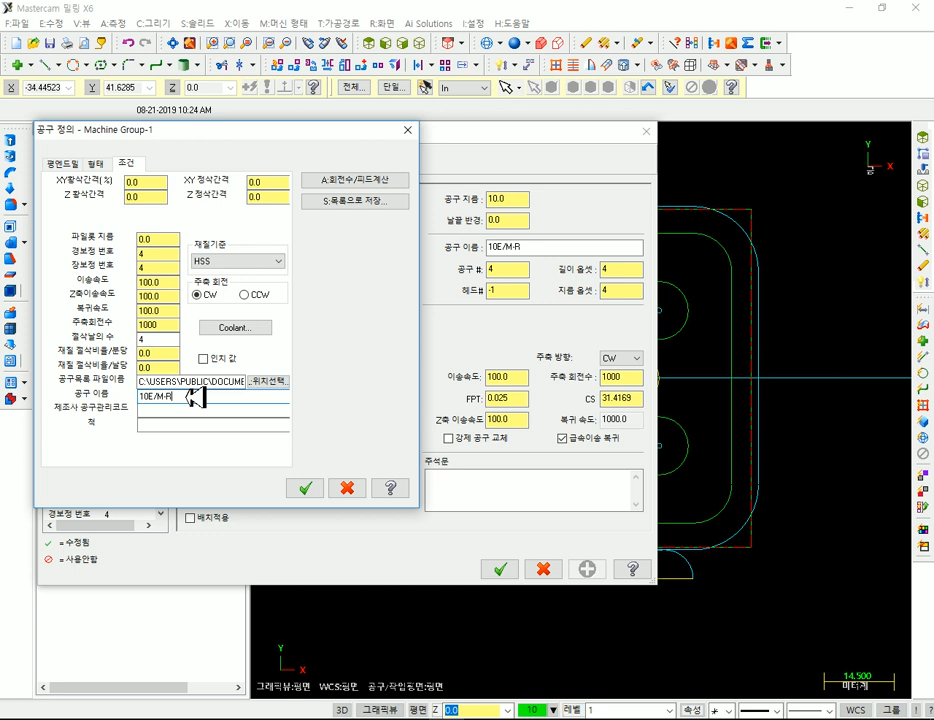 Mastercam 밀링 X6
F:파일 E:수정 V:뷰 A:측정 C:그리기 S:솔리드 X:이동 M:머신 형태 T:가공경로 R:화면 Ai Solutions I:설정 H:도움말
X -34.44523 Y 41.6285 Z 0.0 전체... 단일... In
08-21-2019 10:24 AM
공구 정의 - Machine Group-1
평엔드밀 형태 조건
XY황삭간격(%) 0.0 XY 정삭간격 0.0
Z 황삭간격 0.0 Z 정삭간격 0.0
A:회전수/피드계산
S:목록으로 저장...
파일롯 지름 0.0
경보정 번호 4
장보정 번호 4
이송속도 100.0
Z축이송속도 100.0
복귀속도 100.0
주축회전수 1000
절삭날의 수 4
재질 절삭비율/분당 0.0
재질 절삭비율/날당 0.0
공구목록 파일이름 C:\USERS\PUBLIC\DOCUME .:위치선택..
공구 이름 10E/M-R
제조사 공구관리코드
척
재질기준
HSS
주축 회전
CW CCW
Coolant...
인치 값
공구 지름 : 10.0
날끝 반경: 0.0
공구 이름 : 10E/M-R
공구 #: 4 길이 옵셋 : 4
헤드# -1 지름 옵셋 : 4
주축 방향: CW
이송속도: 100.0 주축 회전수 : 1000
FPT: 0.025 CS 31.4169
Z축 이송속도: 100.0 복귀 속도: 1000.0
강제 공구 교체 급속이송 복귀
주석문
경보정 번호 4
배치적용
= 수정됨
= 사용안함
Y
X
Y
X
그래픽뷰:평면 WCS:평면 공구/작업평면:평면
14.500
미터계
3D 그래픽뷰 평면 Z 0.0 10 레벨 1 속성 WCS 그룹 ! ?